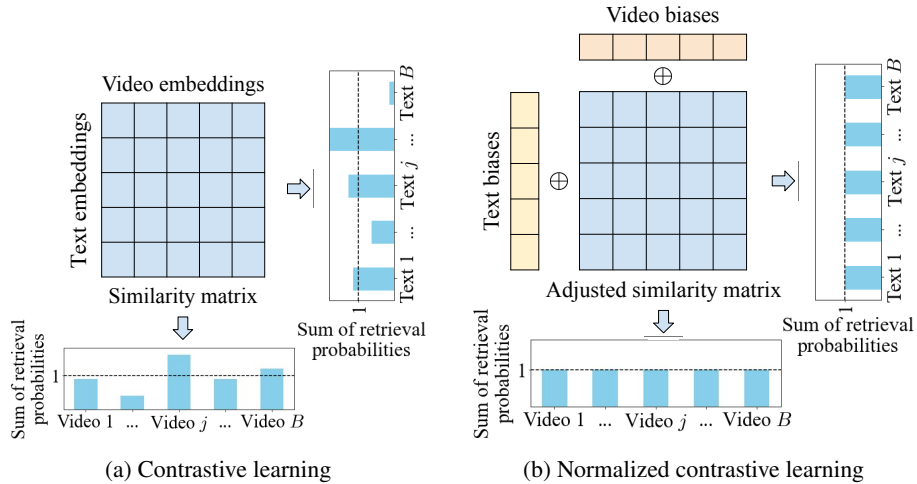 Video embeddings
Text embeddings
Similarity matrix
Text 1 ... Text j ... Text B
1
Sum of retrieval
probabilities
Sum of retrieval
probabilities
1
Video 1 ... Video j ... Video B
(a) Contrastive learning
Video biases
Text biases
Adjusted similarity matrix
Text 1 ... Text j ... Text B
1
Sum of retrieval
probabilities
Sum of retrieval
probabilities
1
Video 1 ... Video j ... Video B
(b) Normalized contrastive learning